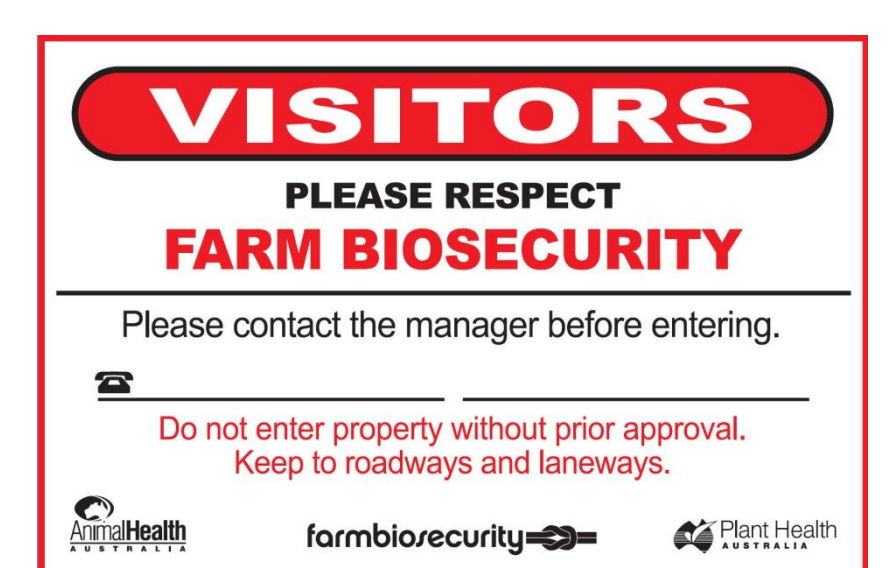 VISITORS
PLEASE RESPECT
FARM BIOSECURITY
Please contact the manager before entering.
Do not enter property without prior approval.
Keep to roadways and laneways.
AnimalHealth
AUSTRALIA
farmbiosecurity
Plant Health
AUSTRALIA